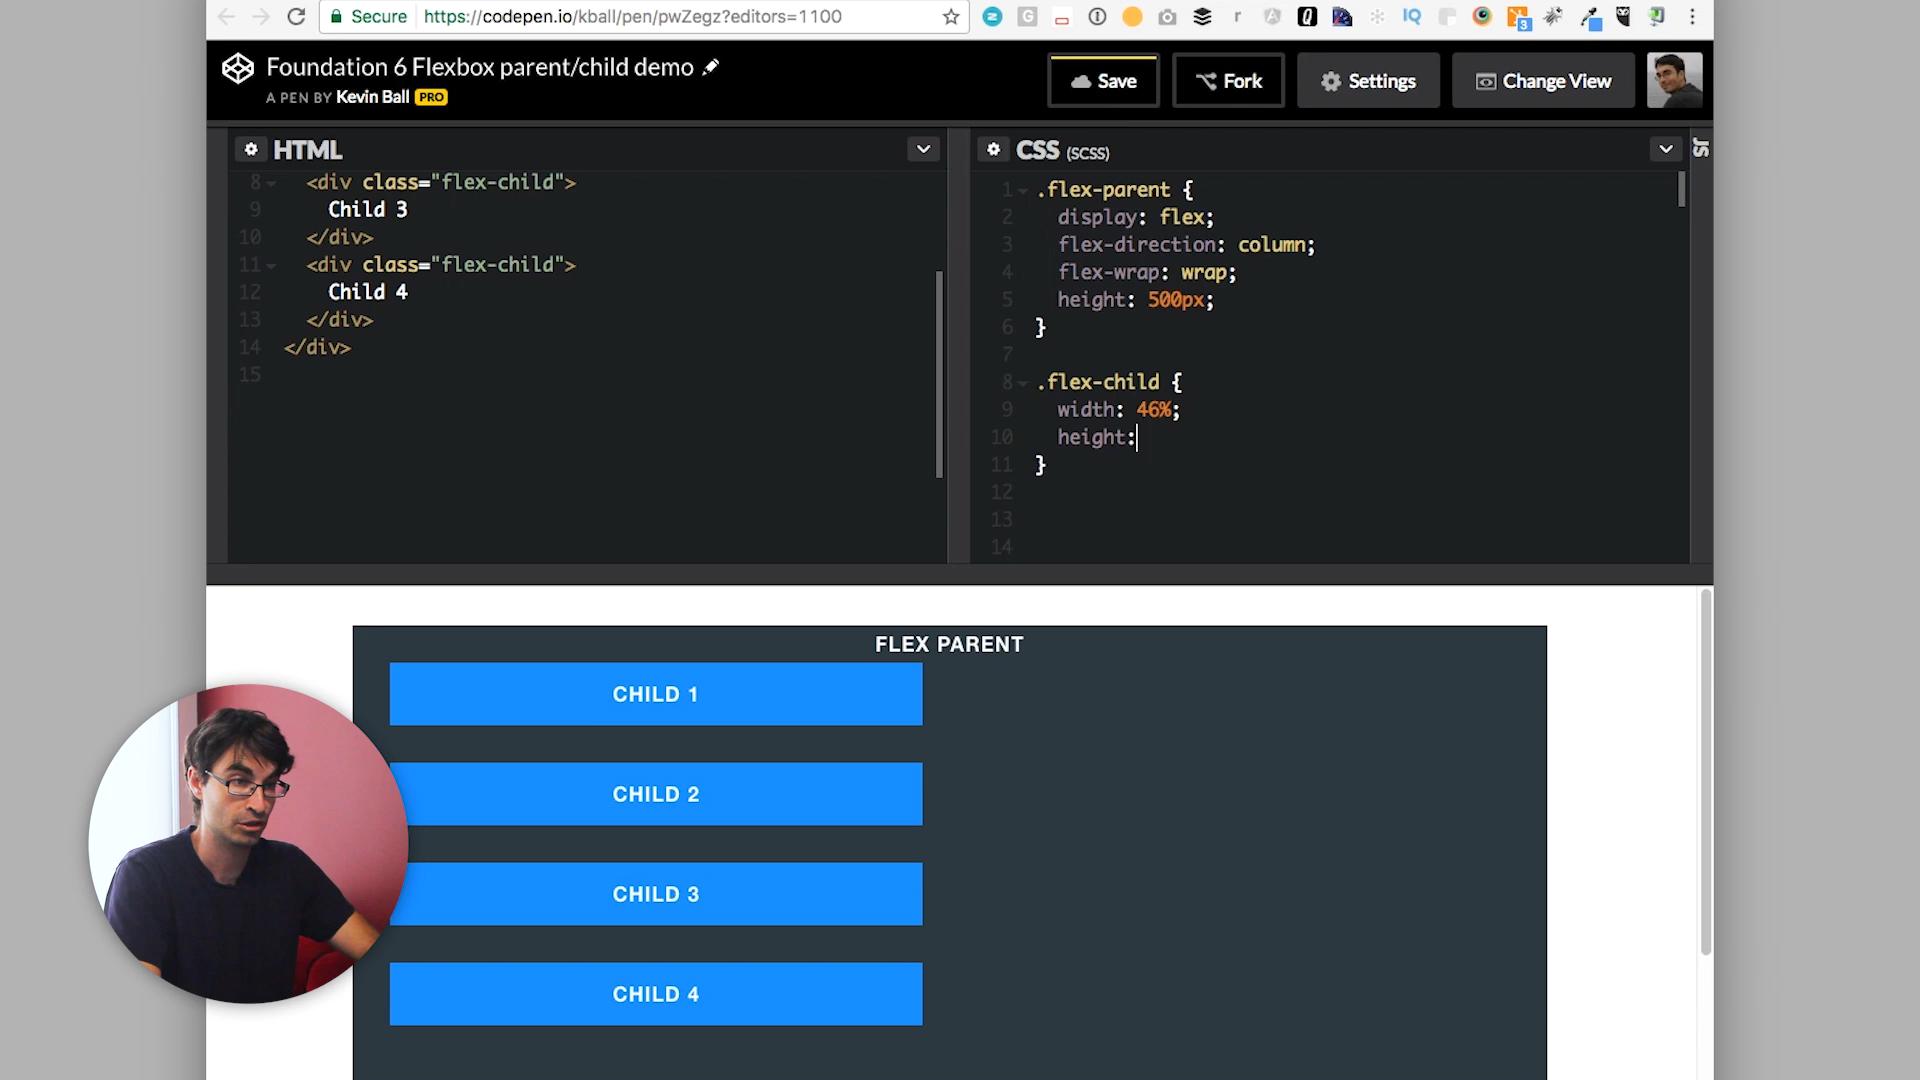 Secure https://codepen.io/kball/pen/pwZegz?editors=1100
Foundation 6 Flexbox parent/child demo
A PEN BY Kevin Ball PRO
Save
Fork
Settings
Change View
HTML
8 <div class="flex-child">
9 Child 3
10 </div>
11 <div class="flex-child">
12 Child 4
13 </div>
14 </div>
15
CSS (SCSS)
1 .flex-parent {
2 display: flex;
3 flex-direction: column;
4 flex-wrap: wrap;
5 height: 500px;
6 }
7
8 .flex-child {
9 width: 46%;
10 height:
11 }
12
13
14
JS
FLEX PARENT
CHILD 1
CHILD 2
CHILD 3
CHILD 4